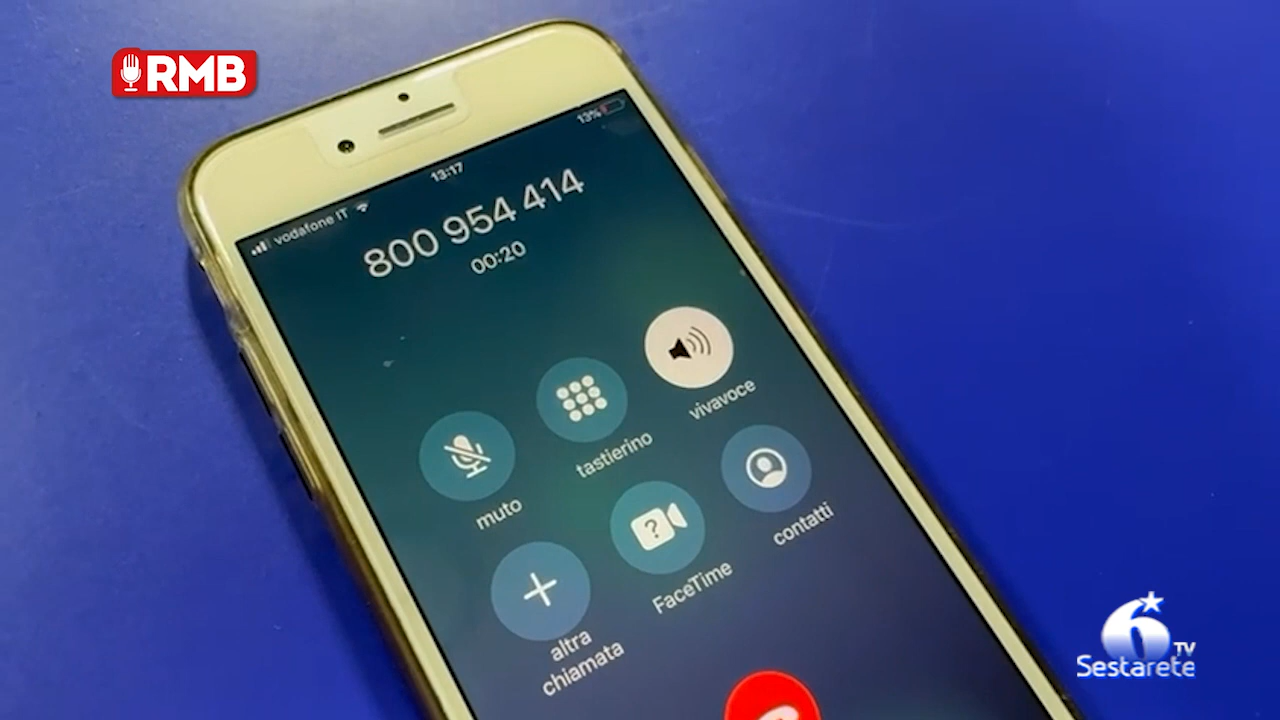 RMB
13%
13:17
vodafone IT
800 954 414
00:20
muto
tastierino
vivavoce
altra
chiamata
FaceTime
contatti
6
TV
Sestarete